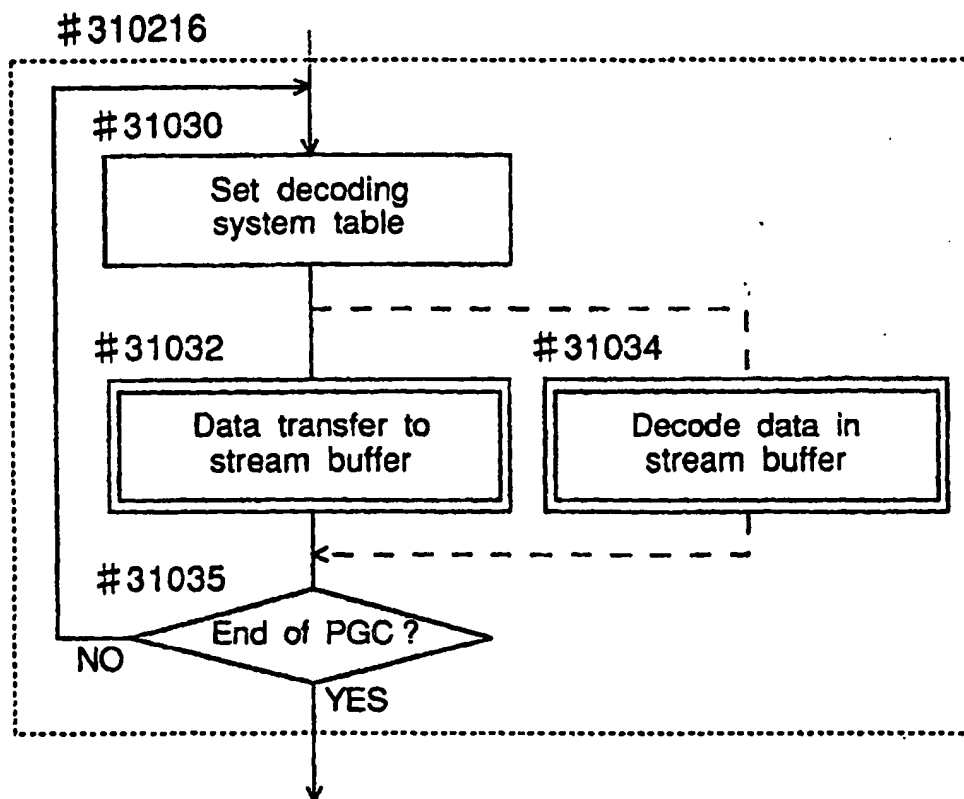 #310216
#31030
Set decoding
system table
#31032
#31034
Data transfer to
stream buffer
Decode data in
stream buffer
#31035
End of PGC?
NO
YES